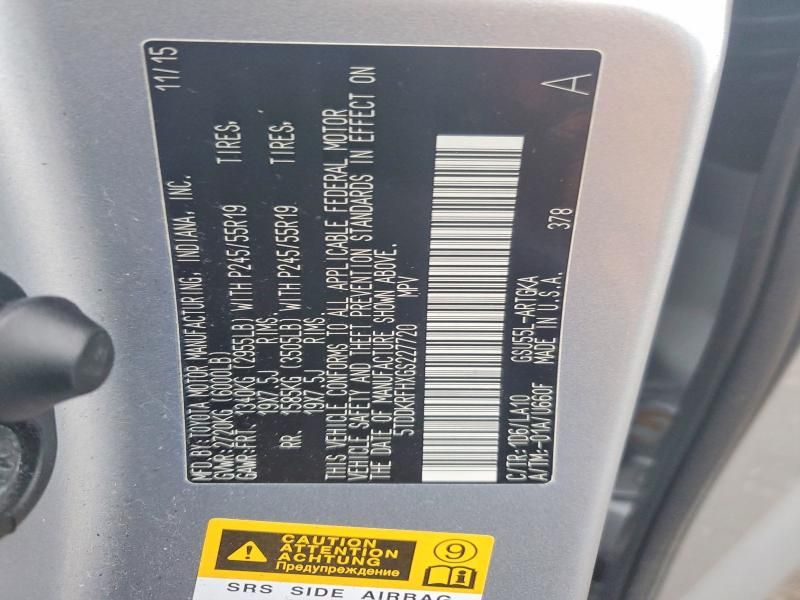 MFD. BY: TOYOTA MOTOR MANUFACTURING, INDIANA, INC. 11/15
GVWR: 2720KG (6000LB)
GAWR: FRT. 1340KG (2955LB) WITH P245/55R19 TIRES,
19X7.5J RIMS,
RR. 1595KG (3505LB) WITH P245/55R19 TIRES,
19X7.5J RIMS,
THIS VEHICLE CONFORMS TO ALL APPLICABLE FEDERAL MOTOR
VEHICLE SAFETY AND THEFT PREVENTION STANDARDS IN EFFECT ON
THE DATE OF MANUFACTURE SHOWN ABOVE.
5TDDKRFHXGS227720 MPV
C/TR: 1D6/LA10 GSU55L-ARTGKA 378 A
A/TM: -01A/U660F MADE IN U.S.A.
CAUTION
ATTENTION
ACHTUNG
Предупреждение
9
i
SRS SIDE AIRBAG